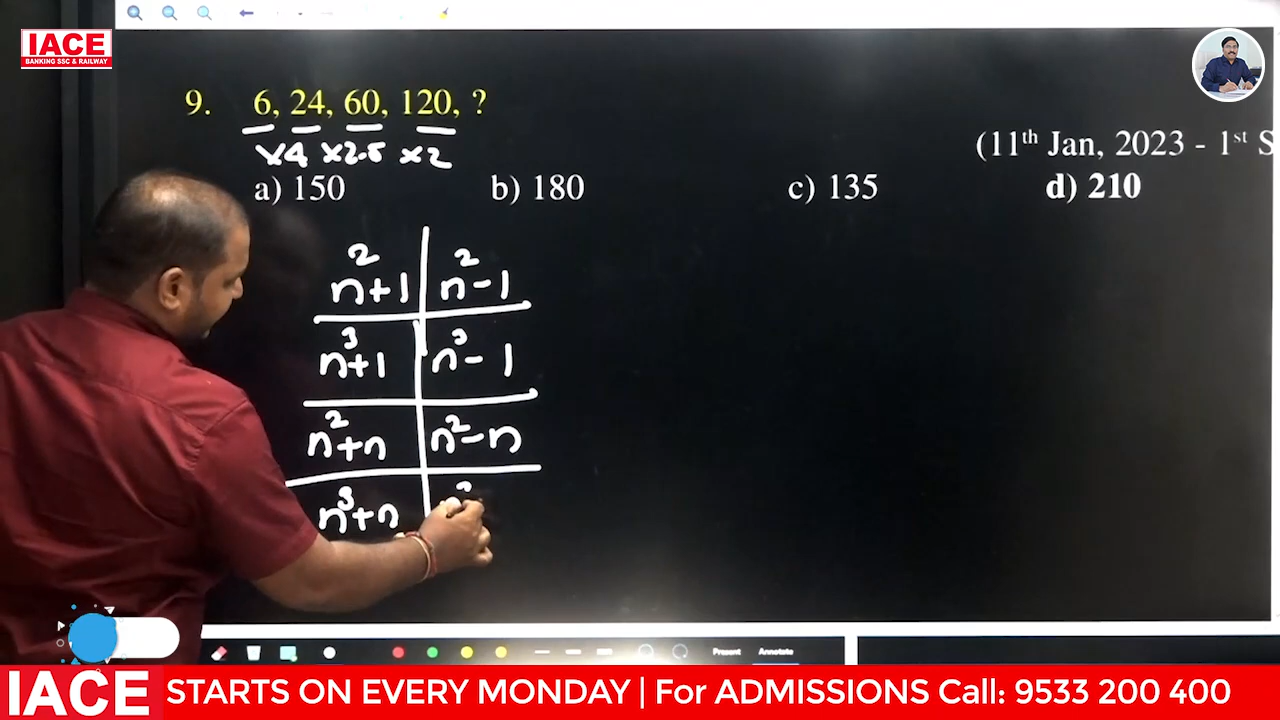 IACE
BANKING SSC & RAILWAY
9. 6, 24, 60, 120, ?
×4 ×2.5 ×2
(11th Jan, 2023 - 1st S
a) 150 b) 180 c) 135 d) 210
n²+1 n²-1
n³+1 n³-1
n²+n n²-n
n³+n
Present Annotate
IACE STARTS ON EVERY MONDAY | For ADMISSIONS Call: 9533 200 400